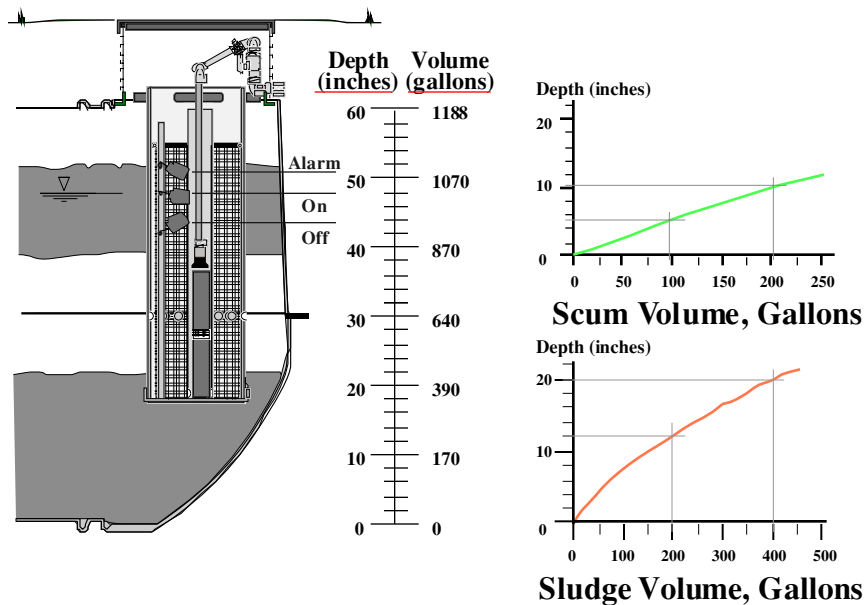 Depth Volume
(inches) (gallons)
60 1188
Alarm
50 1070
On
Off
40 870
30 640
20 390
10 170
0 0
Depth (inches)
20
10
0
0 50 100 150 200 250
Scum Volume, Gallons
Depth (inches)
20
10
0
0 100 200 300 400 500
Sludge Volume, Gallons